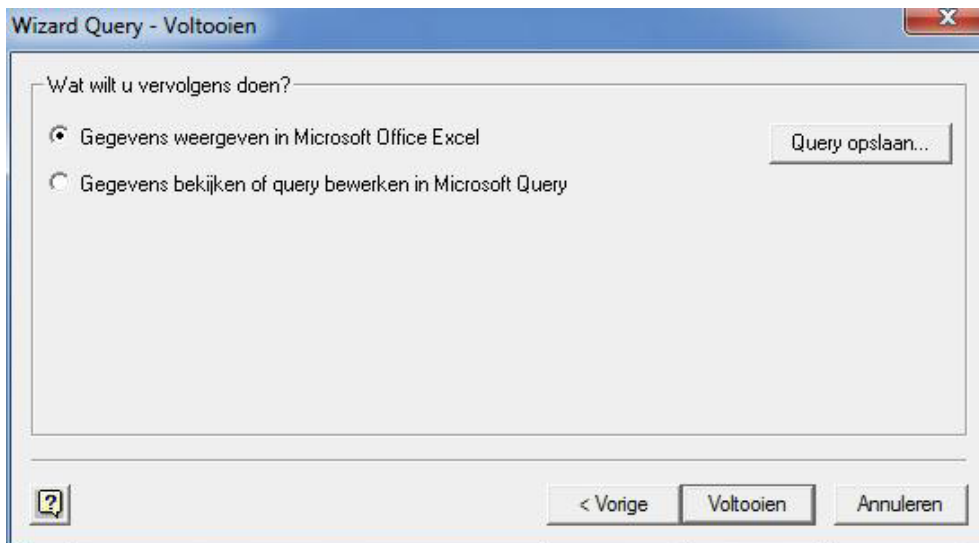 Wizard Query - Voltooien
Wat wilt u vervolgens doen?
Gegevens weergeven in Microsoft Office Excel
Query opslaan...
Gegevens bekijken of query bewerken in Microsoft Query
?
< Vorige
Voltooien
Annuleren